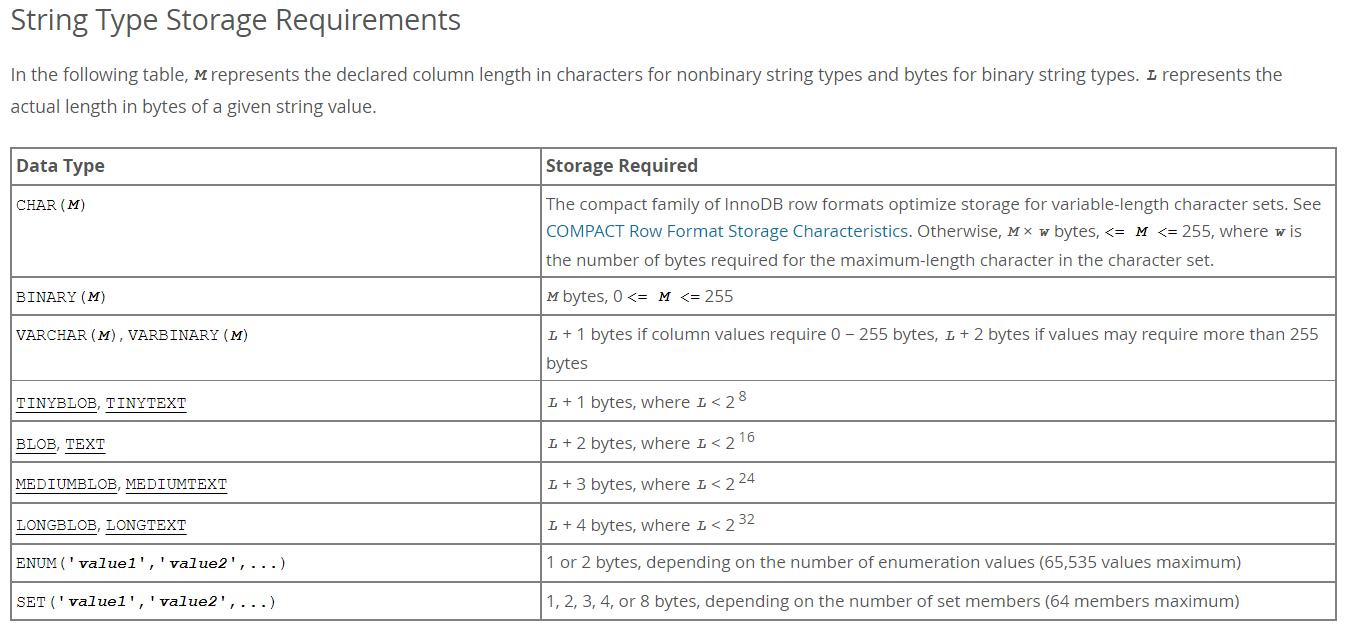 String Type Storage Requirements
In the following table, M represents the declared column length in characters for nonbinary string types and bytes for binary string types. L represents the
actual length in bytes of a given string value.
Data Type Storage Required
CHAR(M) The compact family of InnoDB row formats optimize storage for variable-length character sets. See
COMPACT Row Format Storage Characteristics. Otherwise, M × w bytes, <= M <= 255, where w is
the number of bytes required for the maximum-length character in the character set.
BINARY(M) M bytes, 0 <= M <= 255
VARCHAR(M), VARBINARY(M) L + 1 bytes if column values require 0 − 255 bytes, L + 2 bytes if values may require more than 255
bytes
TINYBLOB, TINYTEXT L + 1 bytes, where L < 2 8
BLOB, TEXT L + 2 bytes, where L < 2 16
MEDIUMBLOB, MEDIUMTEXT L + 3 bytes, where L < 2 24
LONGBLOB, LONGTEXT L + 4 bytes, where L < 2 32
ENUM('value1','value2',...) 1 or 2 bytes, depending on the number of enumeration values (65,535 values maximum)
SET('value1','value2',...) 1, 2, 3, 4, or 8 bytes, depending on the number of set members (64 members maximum)